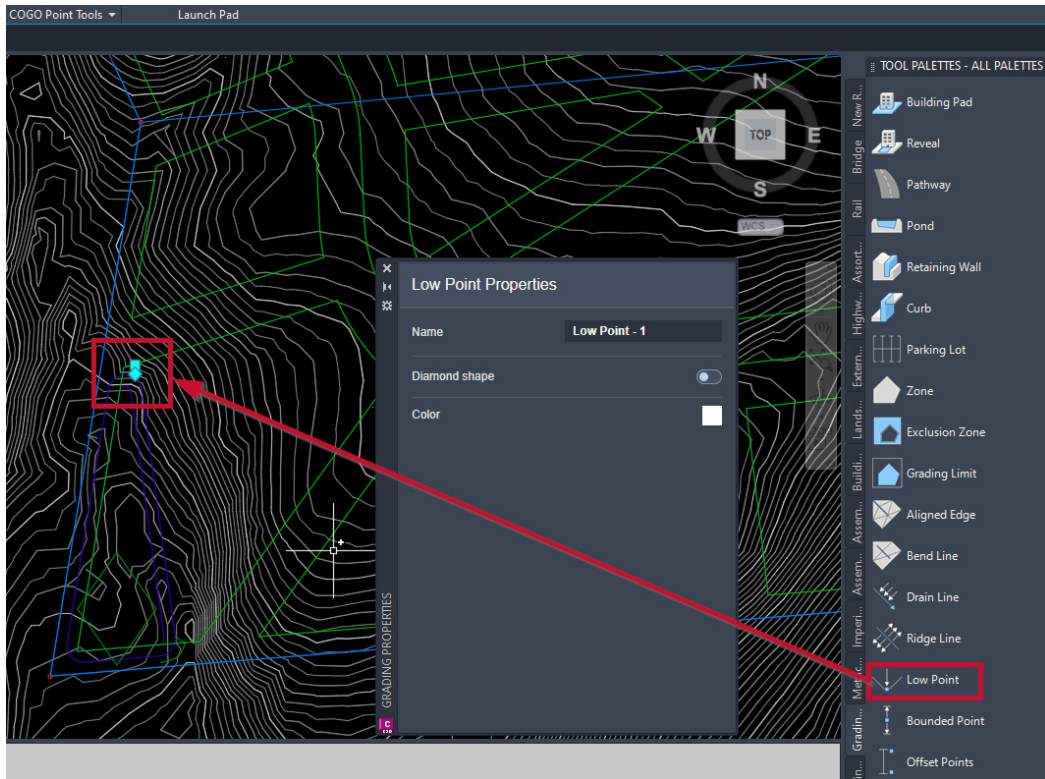 COGO Point Tools
Launch Pad
TOOL PALETTES - ALL PALETTES
N
W
TOP
E
S
WCS
Low Point Properties
Name
Low Point - 1
Diamond shape
Color
GRADING PROPERTIES
C
C3D
New R...
Bridge
Rail
Assort...
Highw...
Extern...
Lands...
Buildi...
Assem...
Assem...
Imperi...
Metric...
Gradin...
Building Pad
Reveal
Pathway
Pond
Retaining Wall
Curb
Parking Lot
Zone
Exclusion Zone
Grading Limit
Aligned Edge
Bend Line
Drain Line
Ridge Line
Low Point
Bounded Point
Offset Points